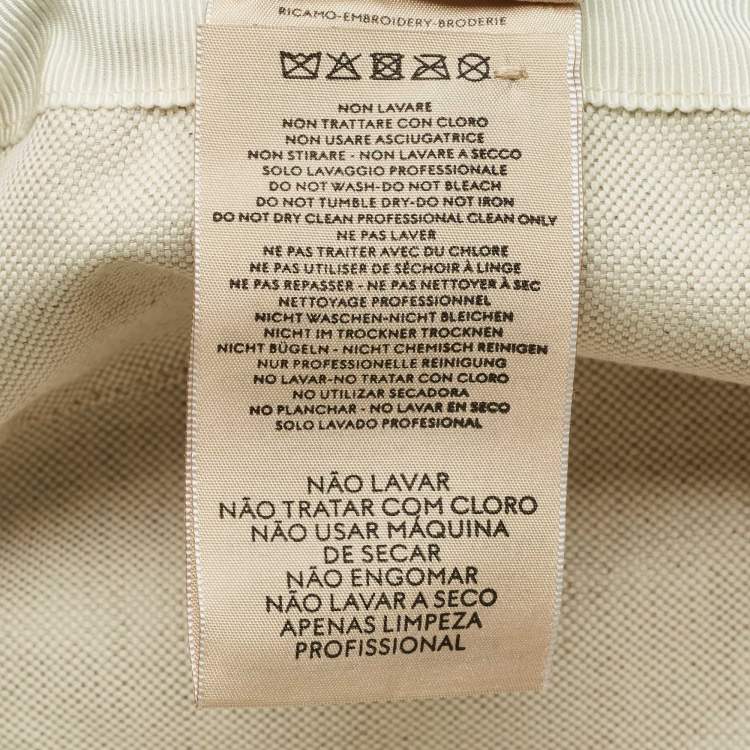 RICAMO-EMBROIDERY-BRODERIE
NON LAVARE
NON TRATTARE CON CLORO
NON USARE ASCIUGATRICE
NON STIRARE - NON LAVARE A SECCO
SOLO LAVAGGIO PROFESSIONALE
DO NOT WASH-DO NOT BLEACH
DO NOT TUMBLE DRY-DO NOT IRON
DO NOT DRY CLEAN PROFESSIONAL CLEAN ONLY
NE PAS LAVER
NE PAS TRAITER AVEC DU CHLORE
NE PAS UTILISER DE SÉCHOIR À LINGE
NE PAS REPASSER - NE PAS NETTOYER À SEC
NETTOYAGE PROFESSIONNEL
NICHT WASCHEN-NICHT BLEICHEN
NICHT IM TROCKNER TROCKNEN
NICHT BÜGELN - NICHT CHEMISCH REINIGEN
NUR PROFESSIONELLE REINIGUNG
NO LAVAR-NO TRATAR CON CLORO
NO UTILIZAR SECADORA
NO PLANCHAR - NO LAVAR EN SECO
SOLO LAVADO PROFESIONAL
NÃO LAVAR
NÃO TRATAR COM CLORO
NÃO USAR MÁQUINA
DE SECAR
NÃO ENGOMAR
NÃO LAVAR A SECO
APENAS LIMPEZA
PROFISSIONAL